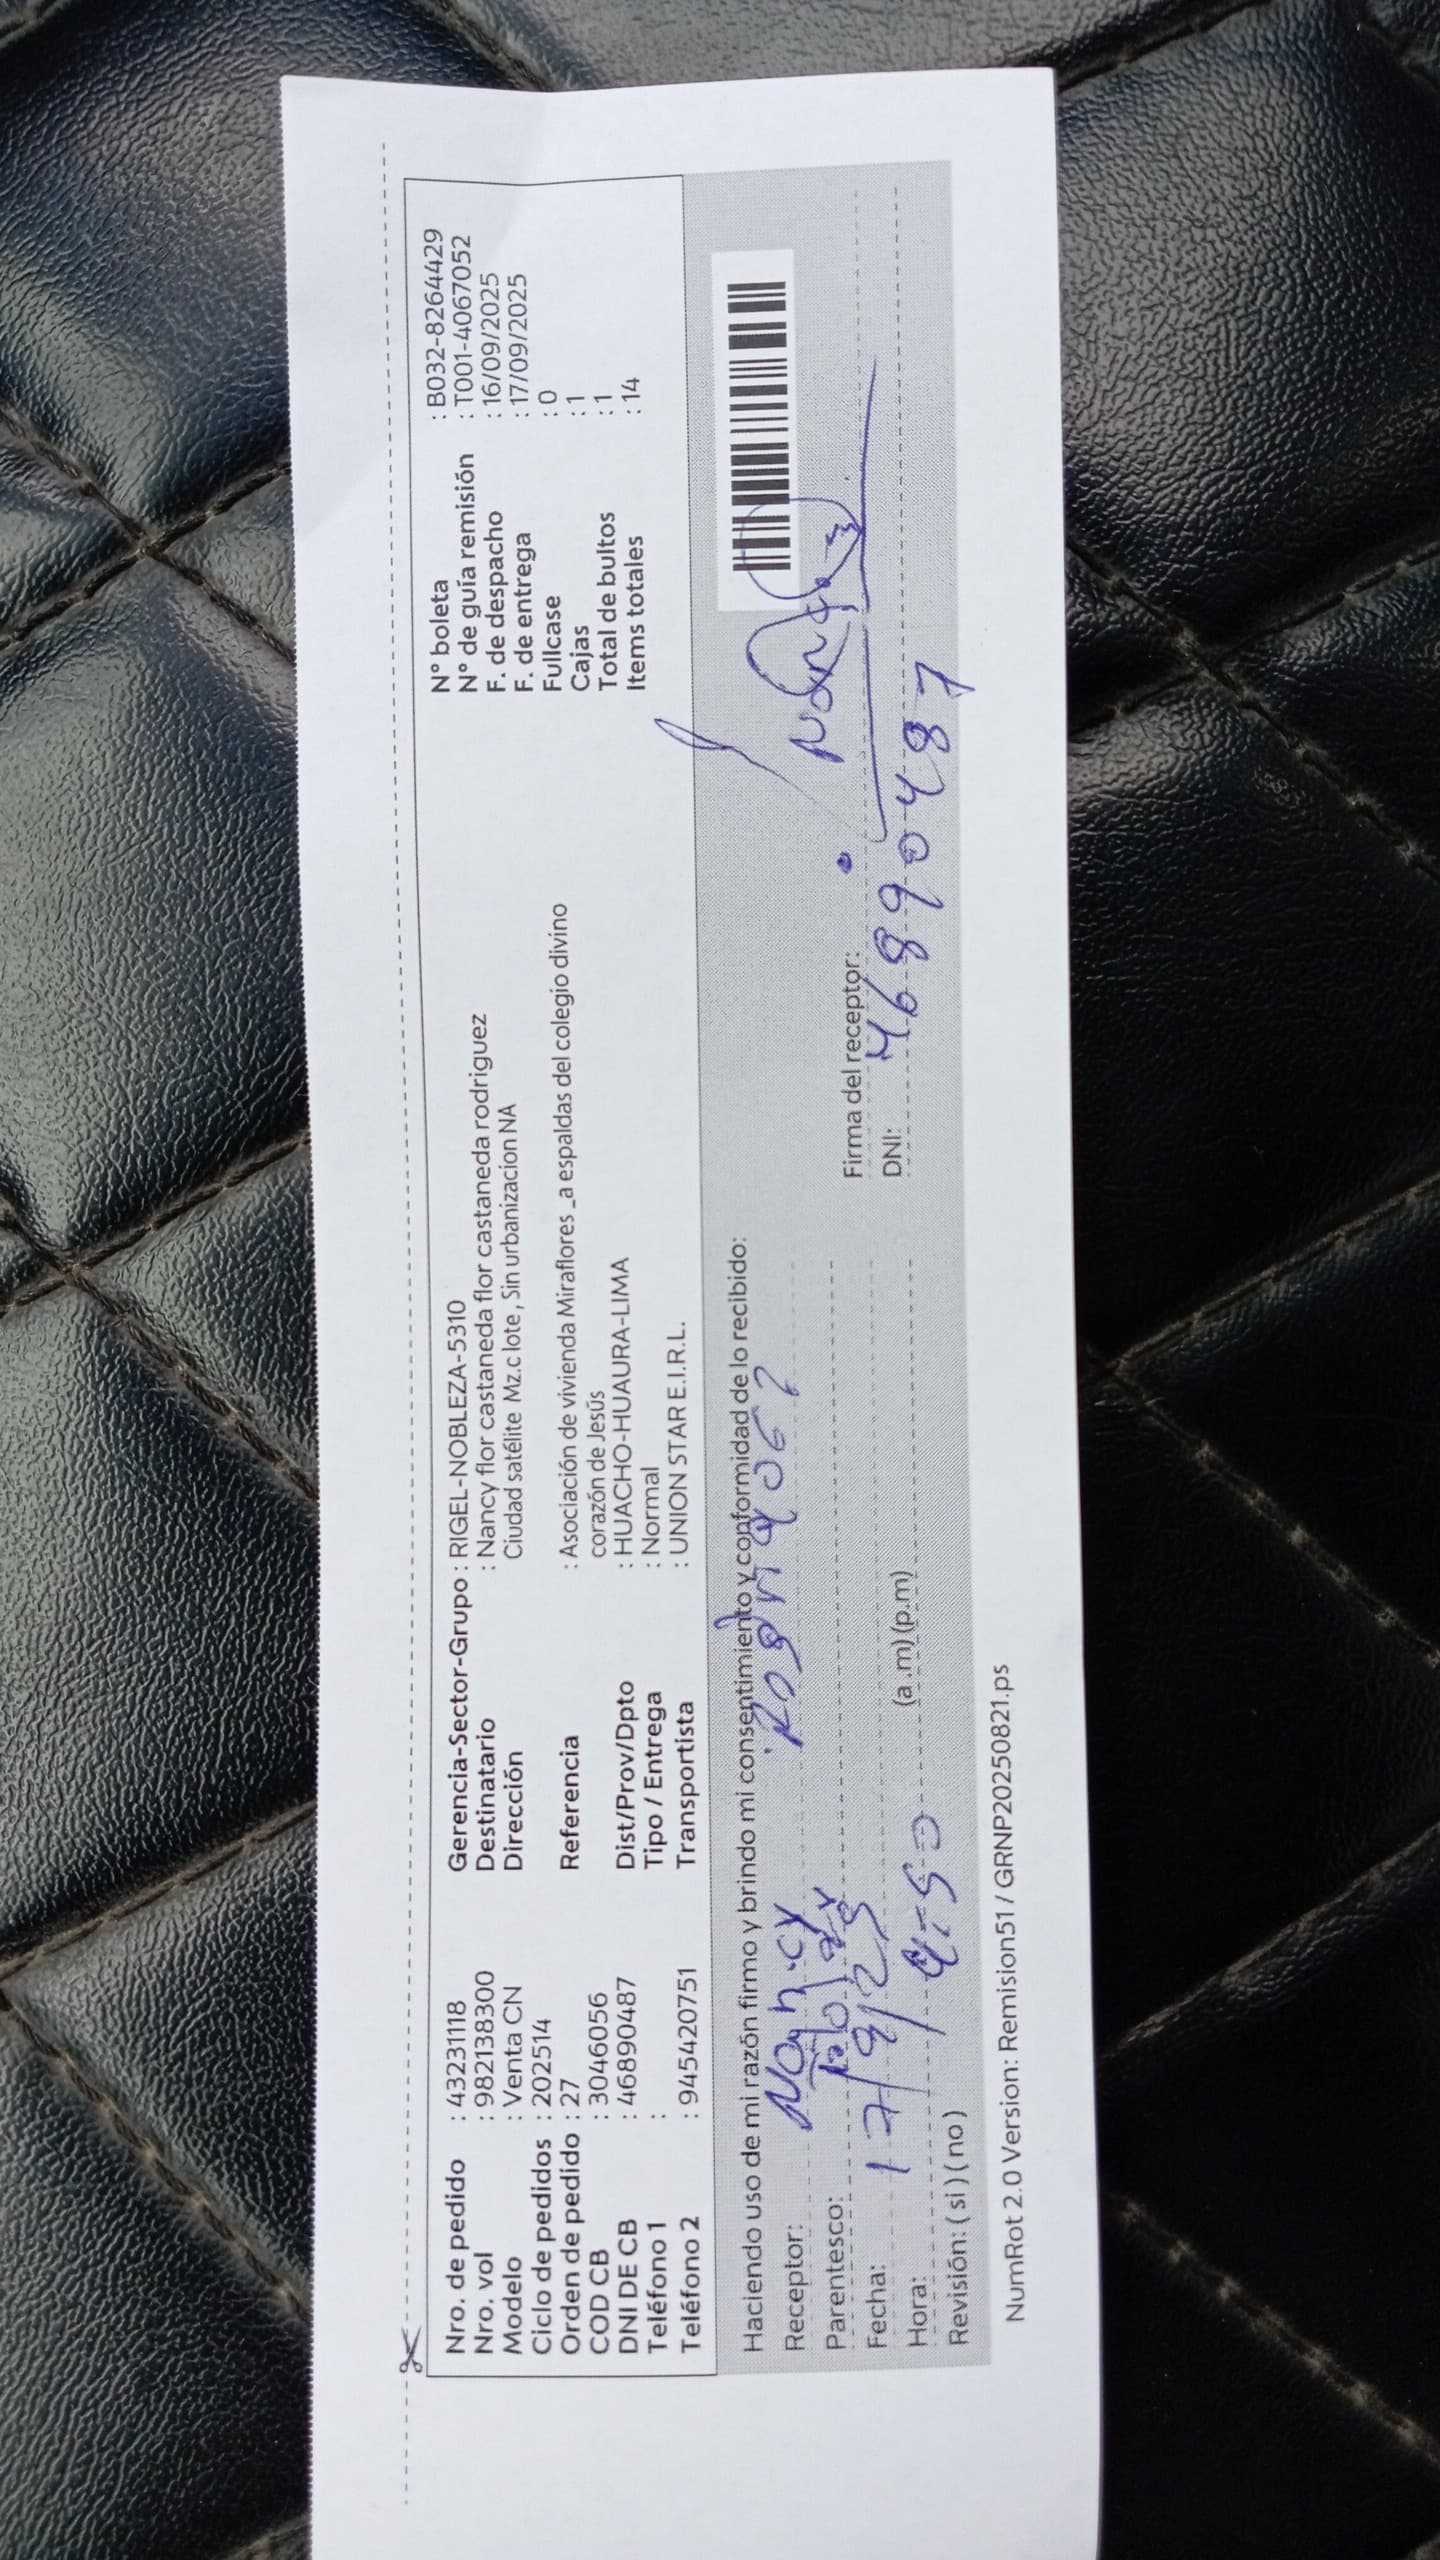 Nro. de pedido : 43231118
Nro. vol : 982138300
Modelo : Venta CN
Ciclo de pedidos : 202514
Orden de pedido : 27
COD CB : 3046056
DNI DE CB : 46890487
Teléfono 1 :
Teléfono 2 : 945420751
Gerencia-Sector-Grupo : RIGEL-NOBLEZA-5310
Destinatario : Nancy flor castaneda flor castaneda rodriguez
Dirección Ciudad satélite Mz.c lote , Sin urbanizacion NA
Referencia : Asociación de vivienda Miraflores _a espaldas del colegio divino
corazón de Jesús
Dist/Prov/Dpto : HUACHO-HUAURA-LIMA
Tipo / Entrega : Normal
Transportista : UNION STAR E.I.R.L.
N° boleta : B032-8264429
N° de guía remisión : T001-4067052
F. de despacho : 16/09/2025
F. de entrega : 17/09/2025
Fullcase : 0
Cajas : 1
Total de bultos : 1
Items totales : 14
Haciendo uso de mi razón firmo y brindo mi consentimiento y conformidad de lo recibido:
Receptor: Nancy Rodriguez
Parentesco:
Fecha: 17/9/25
Hora: (a.m) (p.m)
Revisión: ( si ) ( no )
Firma del receptor:
DNI: 46890487
NumRot 2.0 Version: Remision51 / GRNP20250821.ps